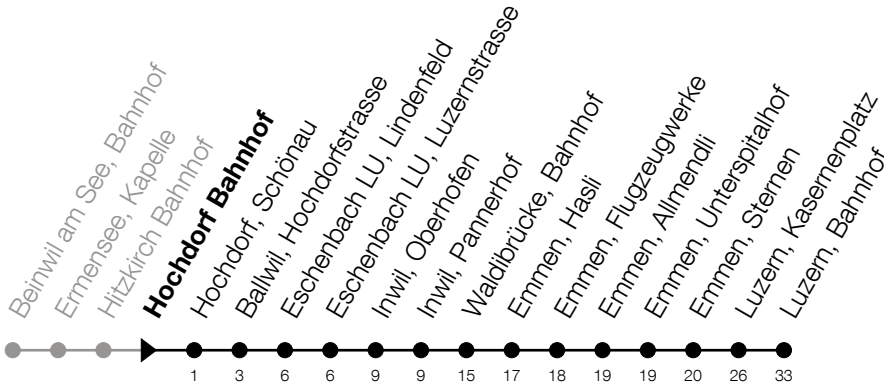 Beinwil am See, Bahnhof
Ermensee, Kapelle
Hitzkirch Bahnhof
Hochdorf Bahnhof
Hochdorf, Schönau
Ballwil, Hochdorfstrasse
Eschenbach LU, Lindenfeld
Eschenbach LU, Luzernstrasse
Inwil, Oberhofen
Inwil, Pannerhof
Waldibrücke, Bahnhof
Emmen, Hasli
Emmen, Flugzeugwerke
Emmen, Allmendli
Emmen, Unterspitalhof
Emmen, Sternen
Luzern, Kasernenplatz
Luzern, Bahnhof
1 3 6 6 9 9 15 17 18 19 19 20 26 33